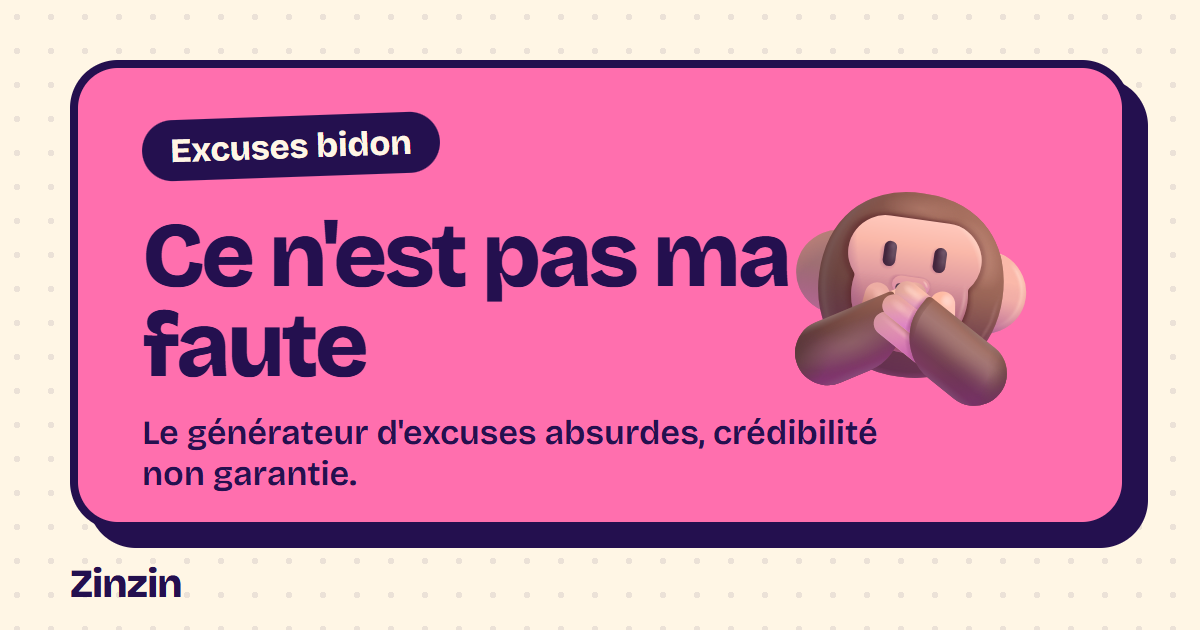 Excuses bidon
Ce n'est pas ma
faute
Le générateur d'excuses absurdes, crédibilité
non garantie.
Zinzin